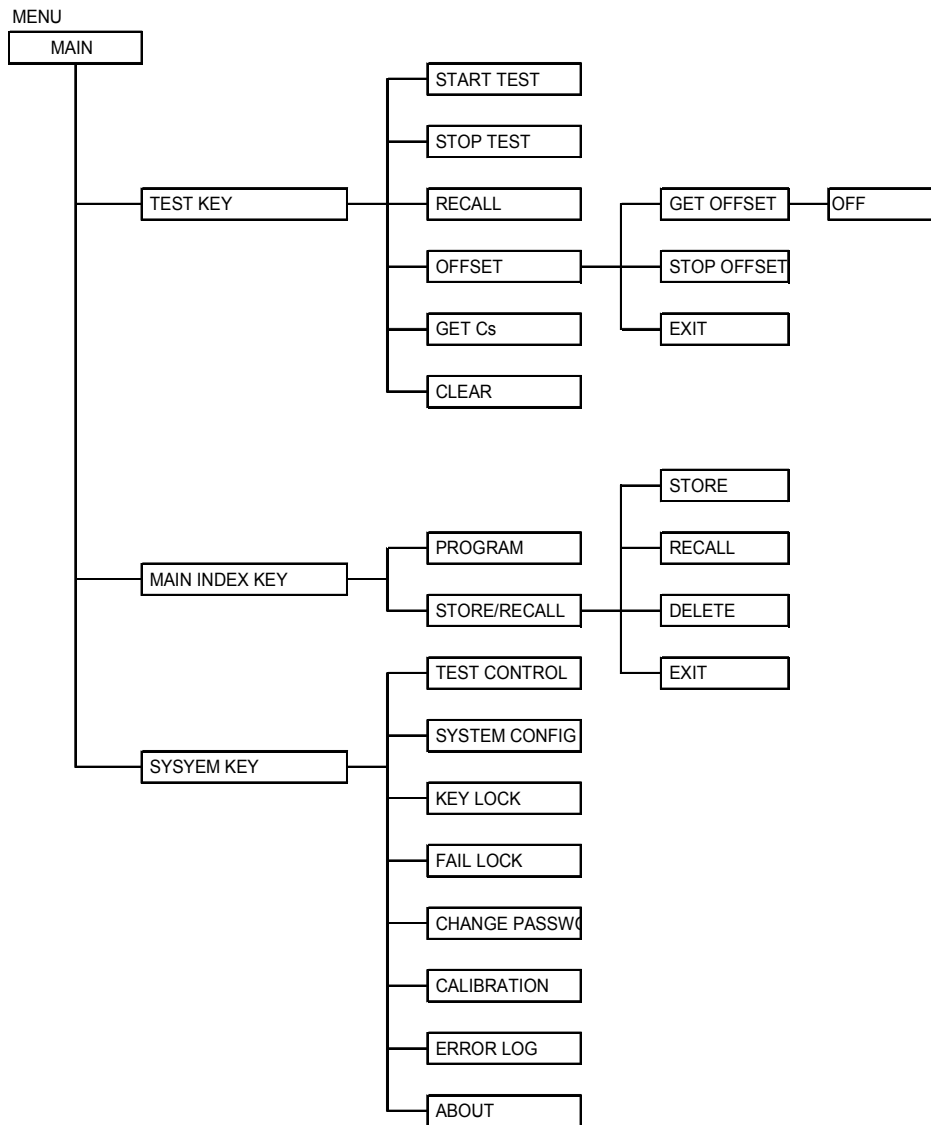 MENU
MAIN
START TEST
STOP TEST
TEST KEY
RECALL
GET OFFSET
OFF
OFFSET
STOP OFFSET
GET Cs
EXIT
CLEAR
STORE
PROGRAM
RECALL
MAIN INDEX KEY
STORE/RECALL
DELETE
TEST CONTROL
EXIT
SYSTEM CONFIG
SYSYEM KEY
KEY LOCK
FAIL LOCK
CHANGE PASSWO
CALIBRATION
ERROR LOG
ABOUT